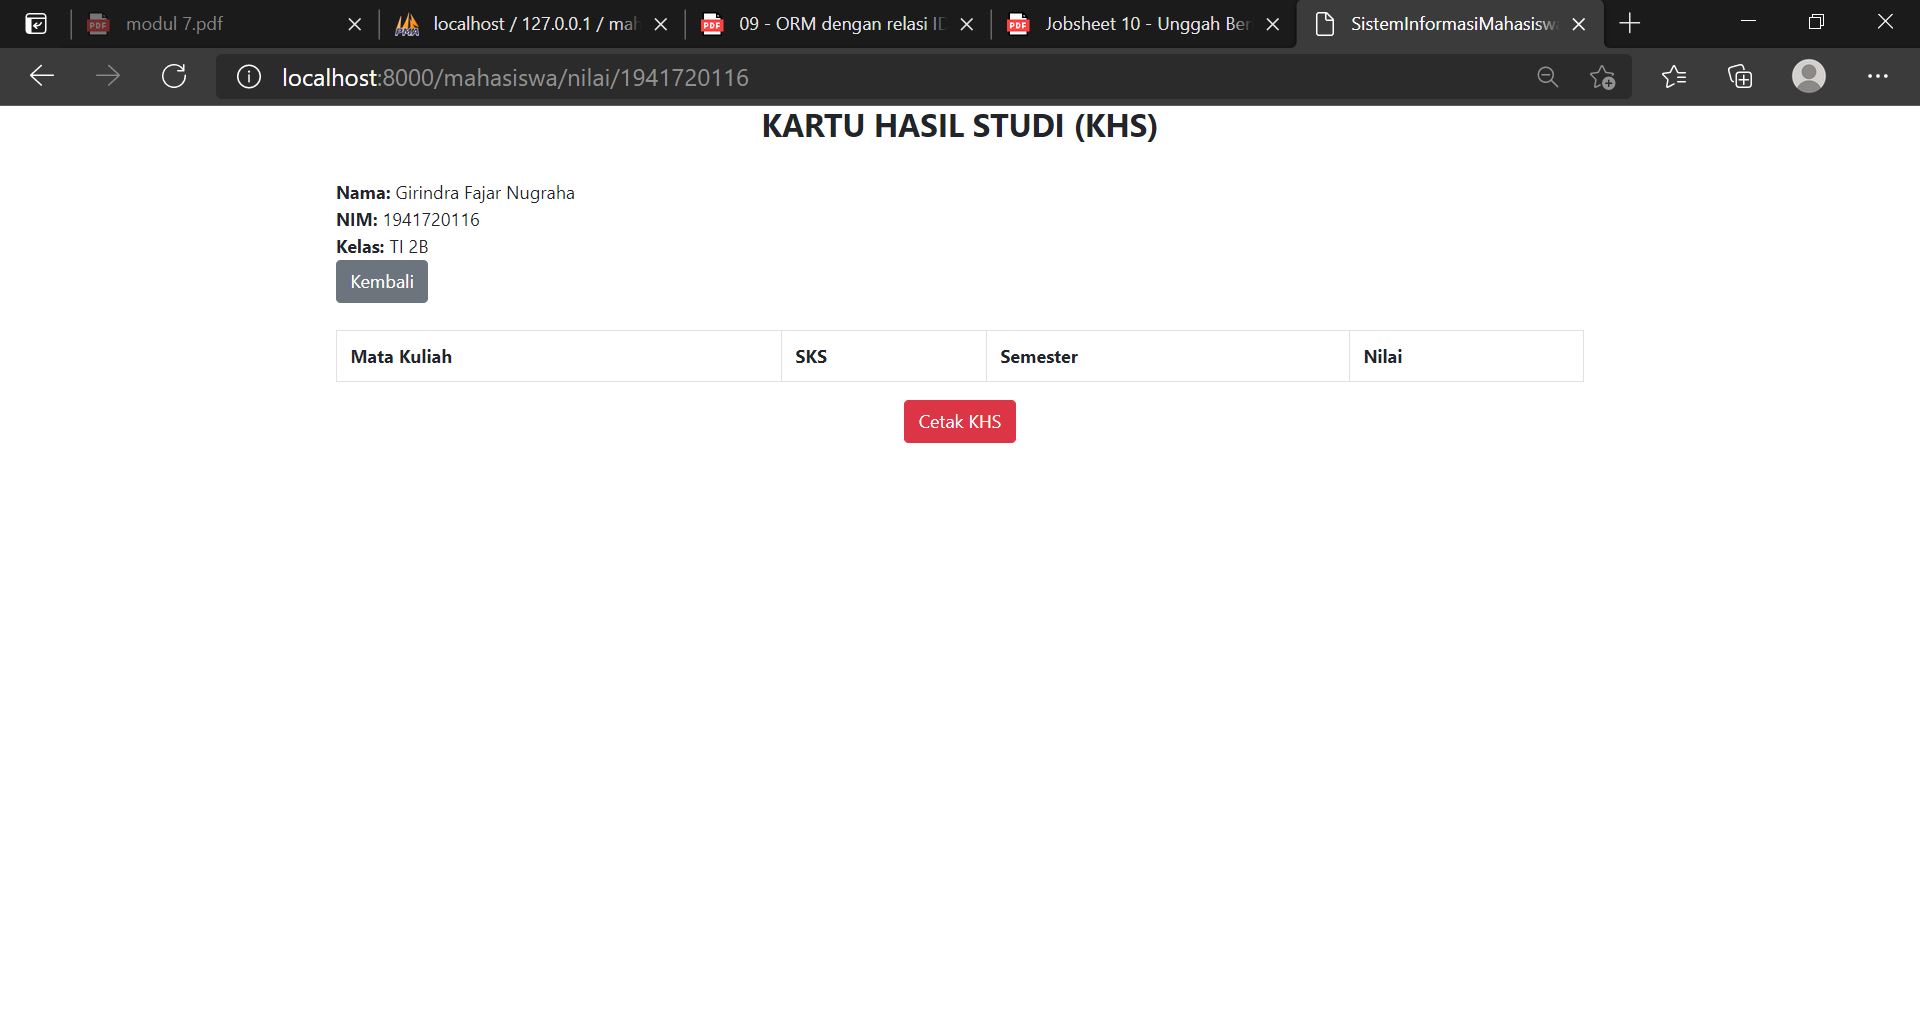 modul 7.pdf
localhost / 127.0.0.1 / mah
09 - ORM dengan relasi
Jobsheet 10 - Unggah Ber
SistemInformasiMahasisw
localhost:8000/mahasiswa/nilai/1941720116
KARTU HASIL STUDI (KHS)
Nama: Girindra Fajar Nugraha
NIM: 1941720116
Kelas: TI 2B
Kembali
Mata Kuliah SKS Semester Nilai
Cetak KHS